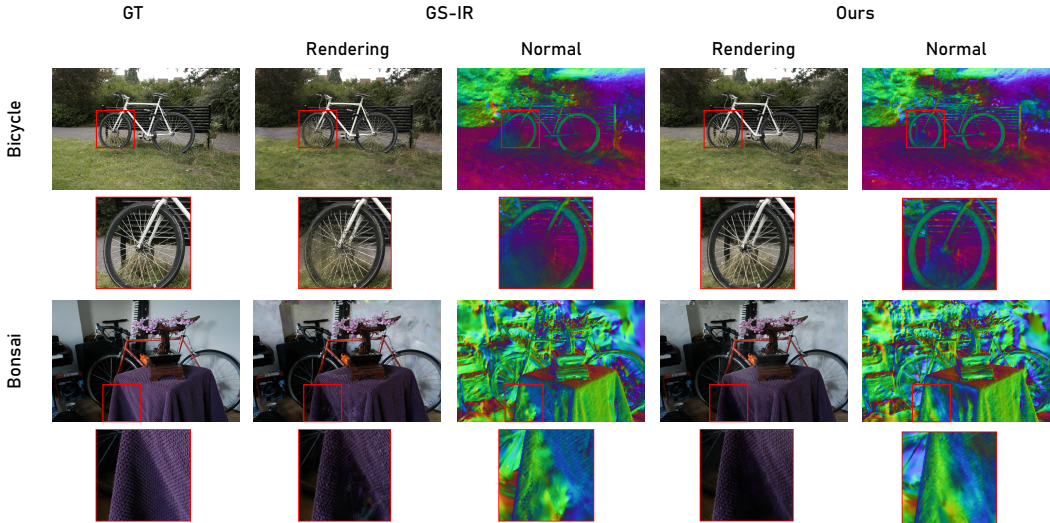 GT
GS-IR
Ours
Rendering
Normal
Rendering
Normal
Bicycle
Bonsai